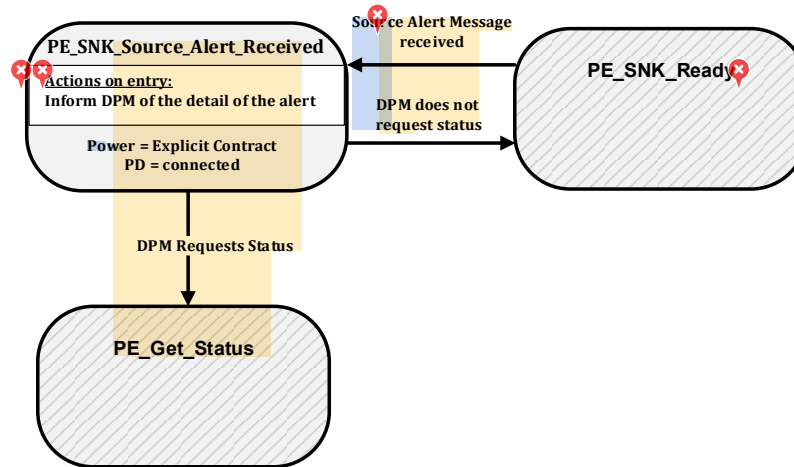 Source Alert Message
received
PE_SNK_Source_Alert_Received
PE_SNK_Ready
Actions on entry:
Inform DPM of the detail of the alert
DPM does not
request status
Power = Explicit Contract
PD = connected
DPM Requests Status
PE_Get_Status